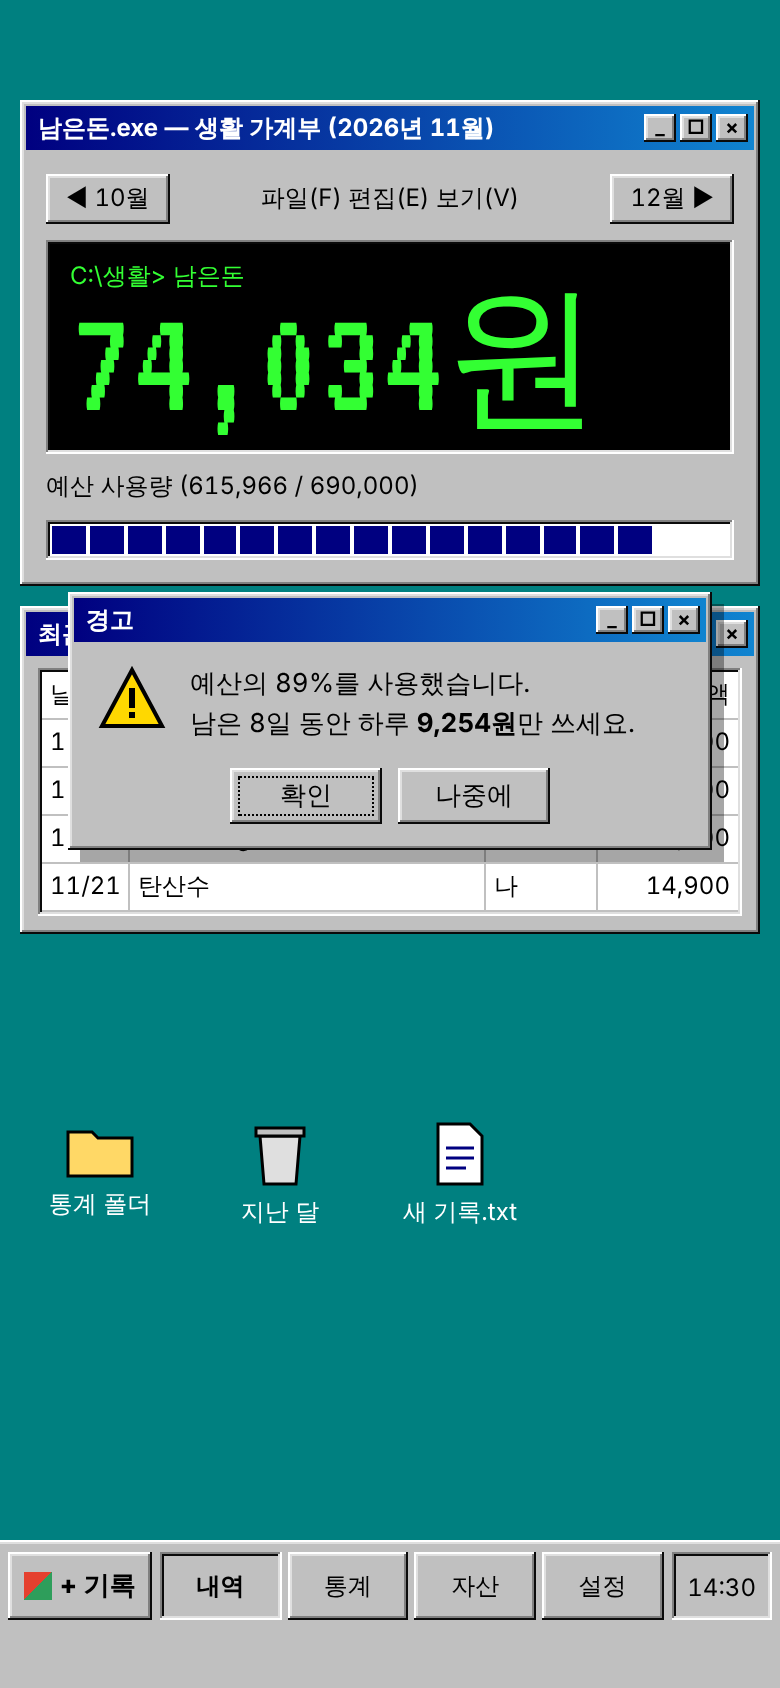 남은돈.exe — 생활 가계부 (2026년 11월)
◀ 10월 파일(F) 편집(E) 보기(V) 12월 ▶
C:\생활> 남은돈
74,034원
예산 사용량 (615,966 / 690,000)
경고
예산의 89%를 사용했습니다.
남은 8일 동안 하루 9,254원만 쓰세요.
확인 나중에
11/21 탄산수 나 14,900
통계 폴더 지난 달 새 기록.txt
+ 기록 내역 통계 자산 설정 14:30